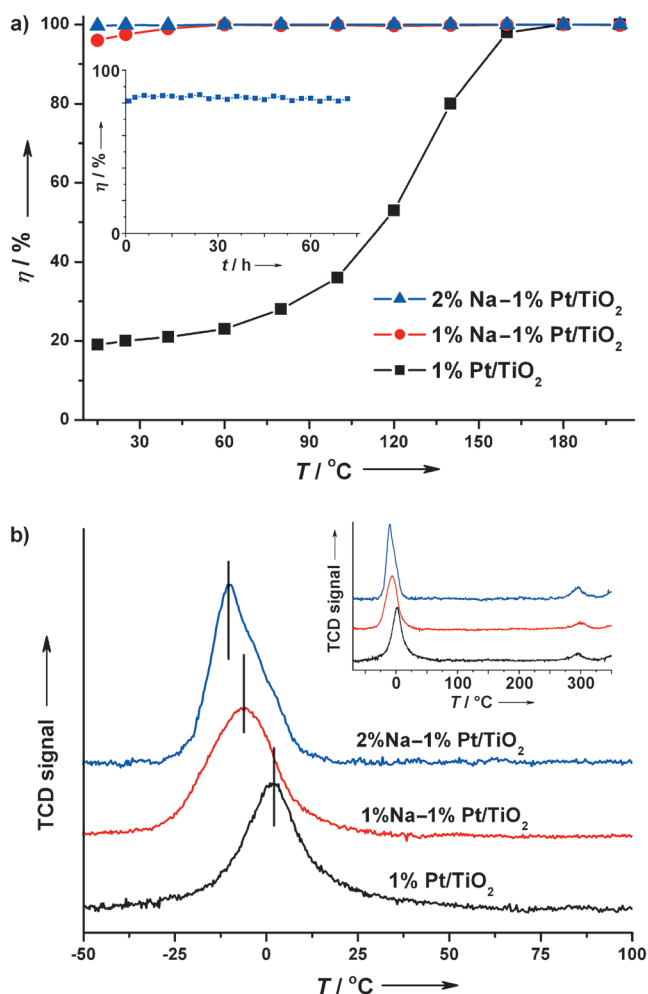 a)
100
80
60
40
20
0
η / %
100
0
η / %
0
30
60
t / h
2% Na–1% Pt/TiO₂
1% Na–1% Pt/TiO₂
1% Pt/TiO₂
30
60
90
120
150
180
T / °C
b)
TCD signal
TCD signal
0
100
200
300
T / °C
2%Na–1% Pt/TiO₂
1%Na–1% Pt/TiO₂
1% Pt/TiO₂
-50
-25
0
25
50
75
100
T / °C